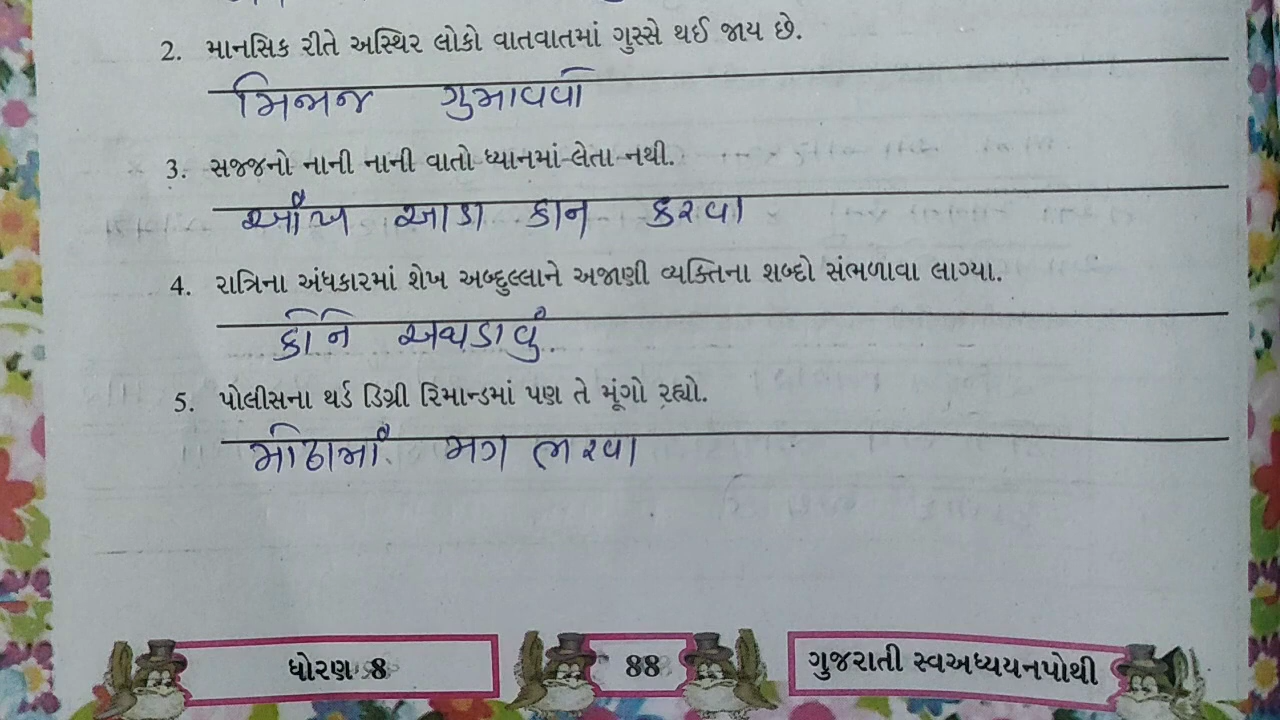 2. માનસિક રીતે અસ્થિર લોકો વાતવાતમાં ગુસ્સે થઈ જાય છે.
મિજાજ ગુમાવવો
3. સજ્જનો નાની નાની વાતો ધ્યાનમાં લેતા નથી.
આઁખ આડા કાન કરવા
4. રાત્રિના અંધકારમાં શેખ અબ્દુલ્લાને અજાણી વ્યક્તિના શબ્દો સંભળાવા લાગ્યા.
કાને અથડાવું.
5. પોલીસના થર્ડ ડિગ્રી રિમાન્ડમાં પણ તે મૂંગો રહ્યો.
મોઢામાઁ મગ ભરવા
ધોરણ 8 88 ગુજરાતી સ્વઅધ્યયનપોથી